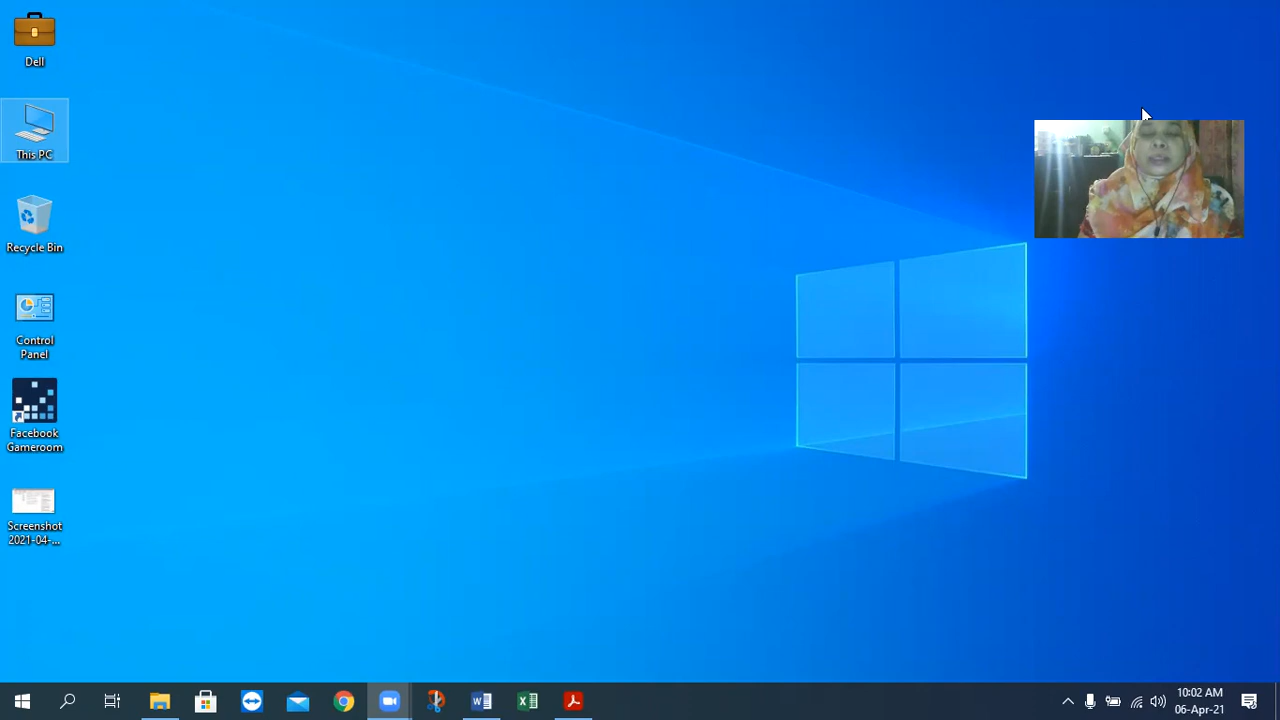 Dell
This PC
Recycle Bin
Control
Panel
Facebook
Gameroom
Screenshot
2021-04-...
10:02 AM
06-Apr-21